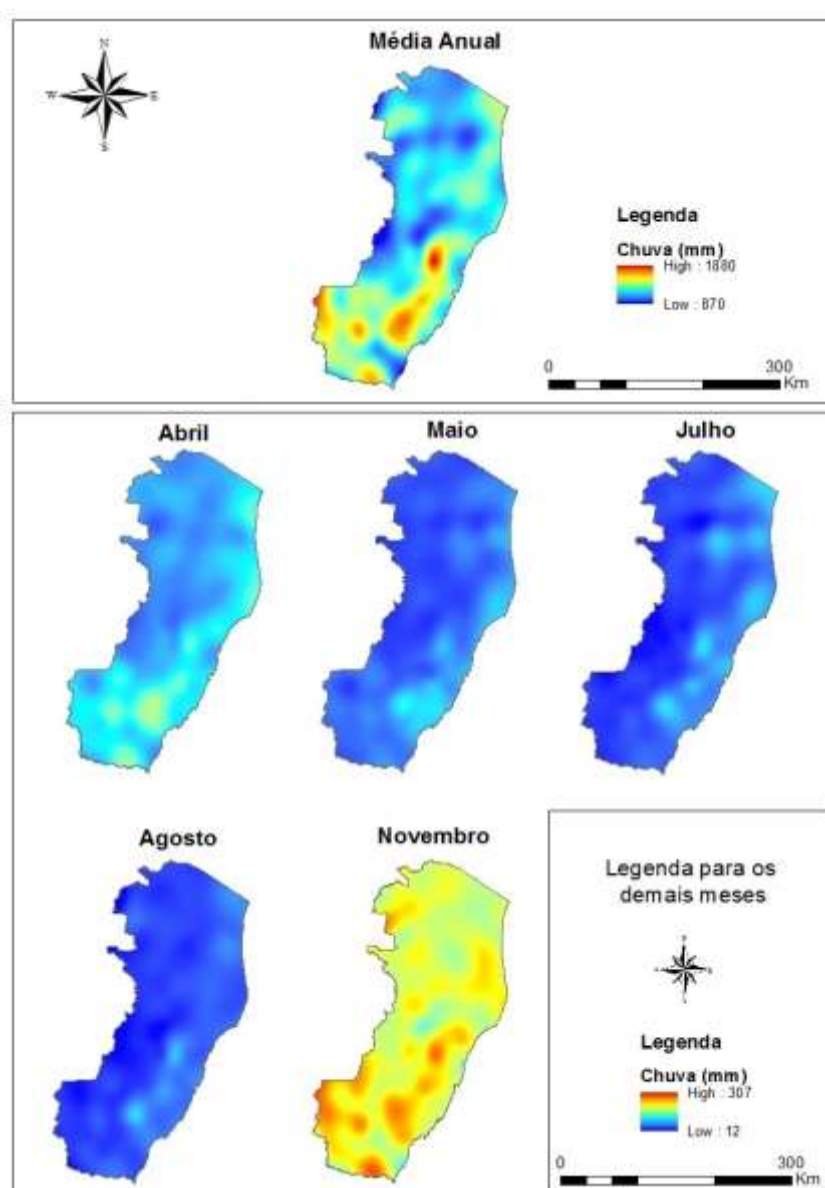 Média Anual
N
W E
S
Legenda
Chuva (mm)
High : 1880
Low : 870
0 300
Km
Abril Maio Julho
Agosto Novembro
Legenda para os
demais meses
Legenda
Chuva (mm)
High : 307
Low : 12
0 300
Km